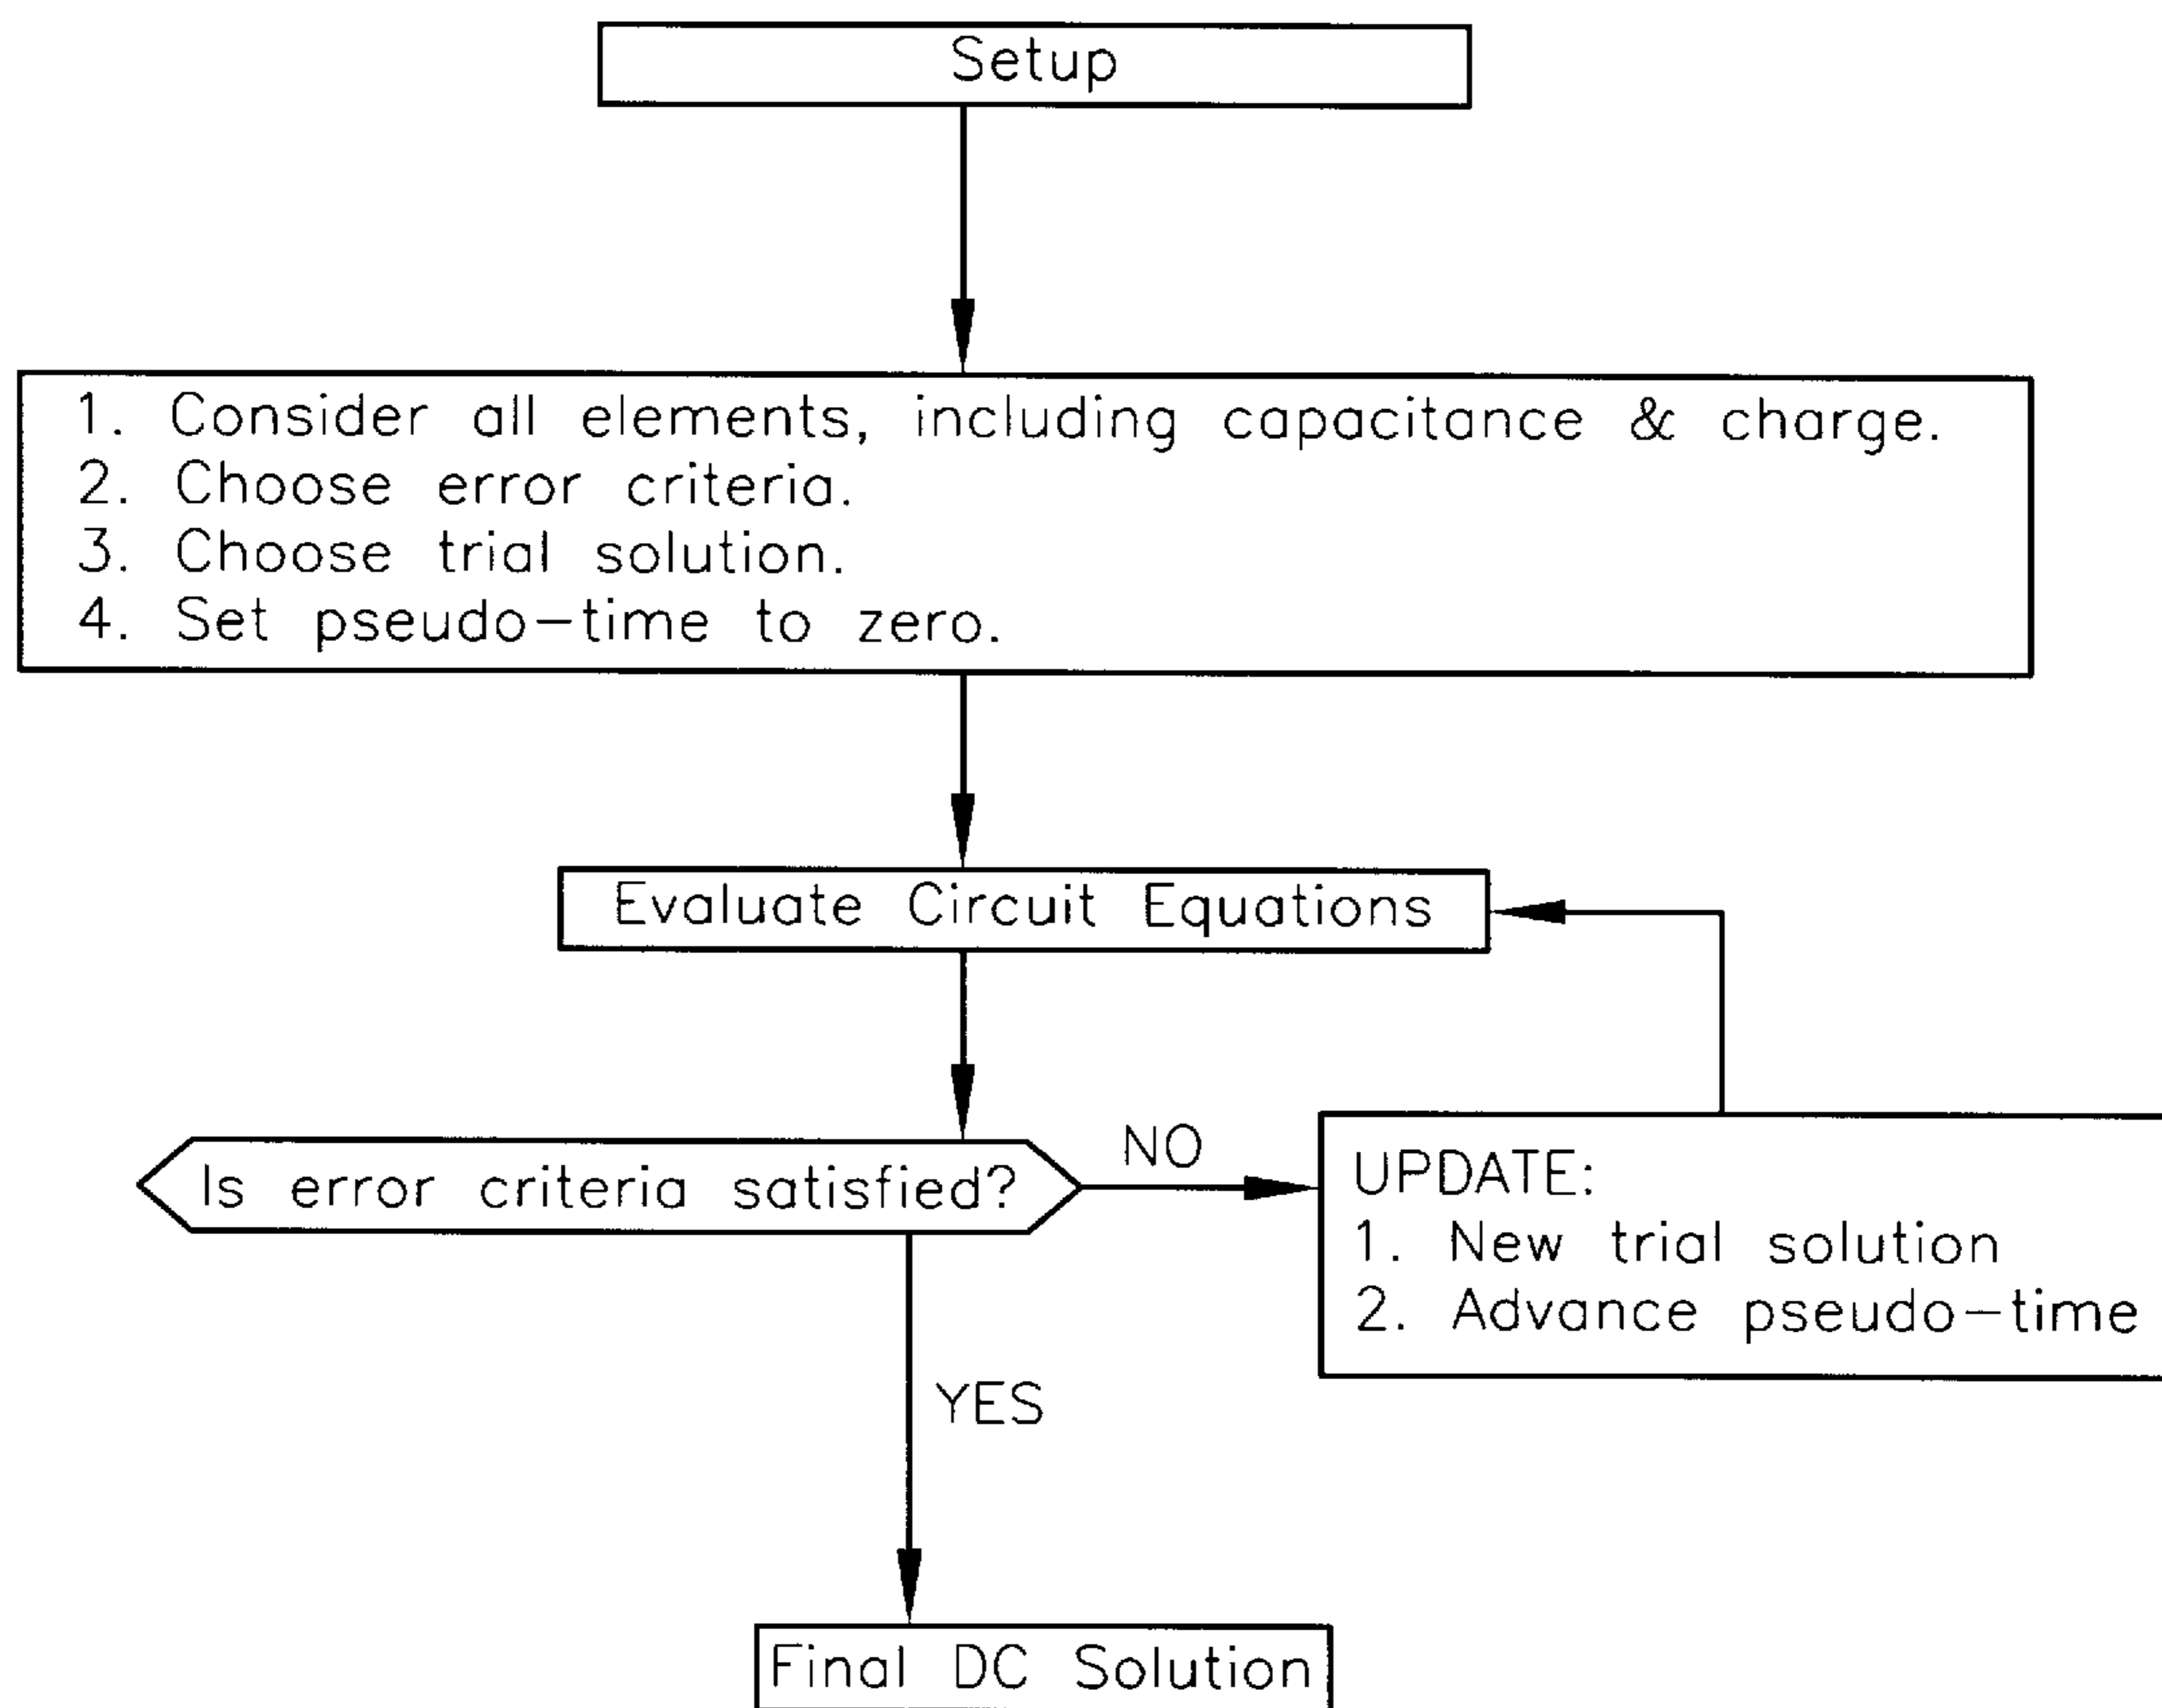 Setup
1. Consider all elements, including capacitance & charge.
2. Choose error criteria.
3. Choose trial solution.
4. Set pseudo-time to zero.
Evaluate Circuit Equations
Is error criteria satisfied?
NO
UPDATE:
1. New trial solution
2. Advance pseudo-time
YES
Final DC Solution